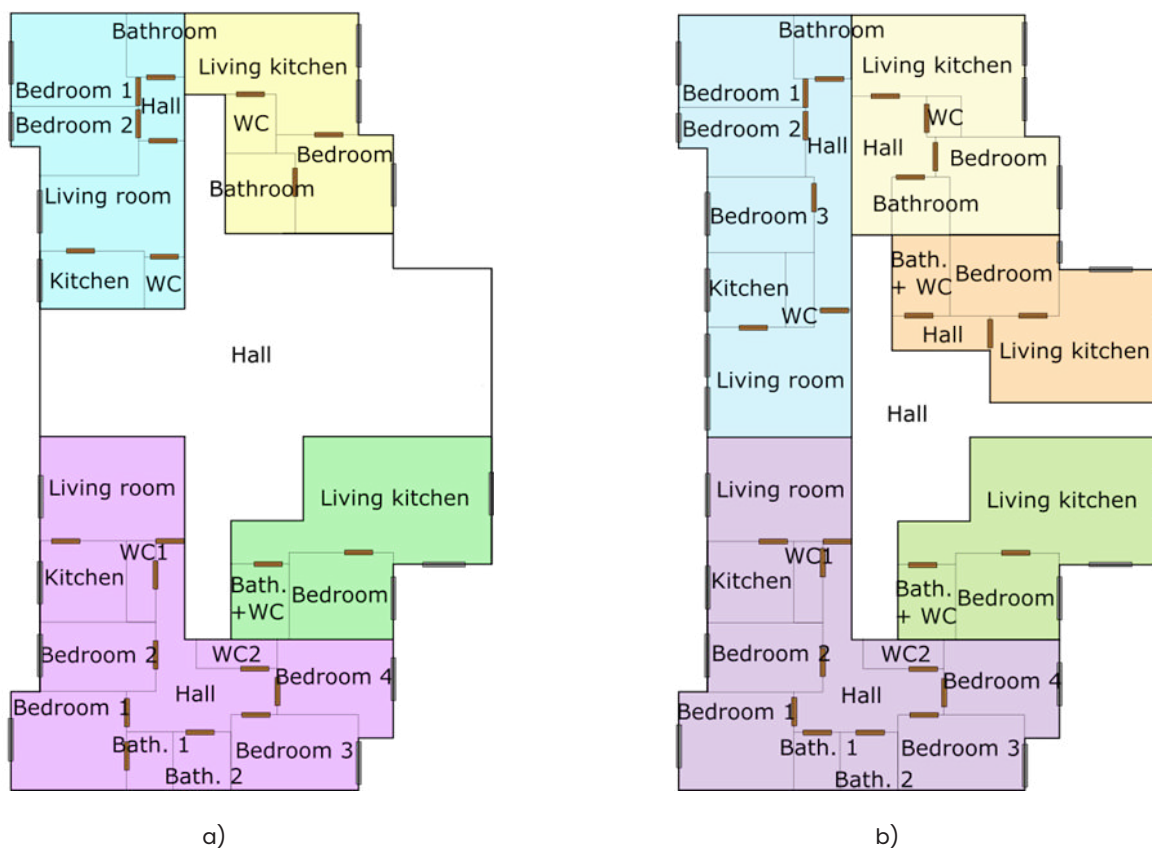 Bathroom
Living kitchen
Bedroom 1
Hall
WC
Bedroom 2
Bedroom
Bathroom
Living room
Kitchen
WC
Hall
Living room
Living kitchen
WC1
Kitchen
Bath.
+WC
Bedroom
Bedroom 2
WC2
Bedroom 4
Hall
Bedroom 1
Bath. 1
Bedroom 3
Bath. 2
a)
Bathroom
Living kitchen
Bedroom 1
WC
Bedroom 2
Hall
Hall
Bedroom
Bathroom
Bedroom 3
Bath.
+ WC
Bedroom
Kitchen
WC
Hall
Living kitchen
Living room
Hall
Living room
Living kitchen
WC1
Kitchen
Bath.
+ WC
Bedroom
Bedroom 2
WC2
Bedroom 4
Hall
Bedroom 1
Bath. 1
Bedroom 3
Bath. 2
b)